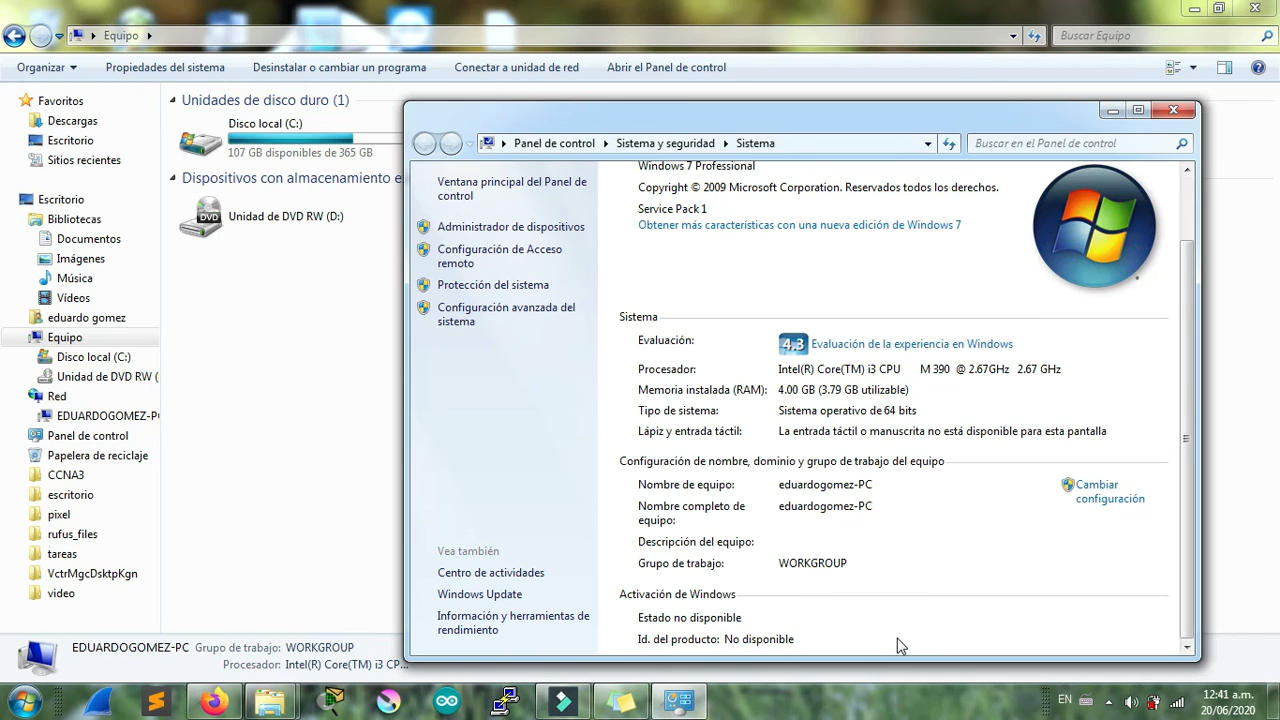 Equipo
Buscar Equipo
Organizar
Propiedades del sistema
Desinstalar o cambiar un programa
Conectar a unidad de red
Abrir el Panel de control
Favoritos
Descargas
Escritorio
Sitios recientes
Escritorio
Bibliotecas
Documentos
Imágenes
Música
Vídeos
eduardo gomez
Equipo
Disco local (C:)
Unidad de DVD RW (
Red
EDUARDOGOMEZ-PC
Panel de control
Papelera de reciclaje
CCNA3
escritorio
pixel
rufus_files
tareas
VctrMgcDsktpKgn
video
Unidades de disco duro (1)
Disco local (C:)
107 GB disponibles de 365 GB
Dispositivos con almacenamiento e
DVD
Unidad de DVD RW (D:)
Panel de control
Sistema y seguridad
Sistema
Buscar en el Panel de control
Ventana principal del Panel de
control
Administrador de dispositivos
Configuración de Acceso
remoto
Protección del sistema
Configuración avanzada del
sistema
Vea también
Centro de actividades
Windows Update
Información y herramientas de
rendimiento
Windows 7 Professional
Copyright © 2009 Microsoft Corporation. Reservados todos los derechos.
Service Pack 1
Obtener más características con una nueva edición de Windows 7
Sistema
Evaluación: 4,3 Evaluación de la experiencia en Windows
Procesador: Intel(R) Core(TM) i3 CPU M 390 @ 2.67GHz 2.67 GHz
Memoria instalada (RAM): 4.00 GB (3.79 GB utilizable)
Tipo de sistema: Sistema operativo de 64 bits
Lápiz y entrada táctil: La entrada táctil o manuscrita no está disponible para esta pantalla
Configuración de nombre, dominio y grupo de trabajo del equipo
Nombre de equipo: eduardogomez-PC
Cambiar
configuración
Nombre completo de
equipo:
eduardogomez-PC
Descripción del equipo:
Grupo de trabajo: WORKGROUP
Activación de Windows
Estado no disponible
Id. del producto: No disponible
EDUARDOGOMEZ-PC Grupo de trabajo: WORKGROUP
Procesador: Intel(R) Core(TM) i3 CP...
EN
12:41 a.m.
20/06/2020